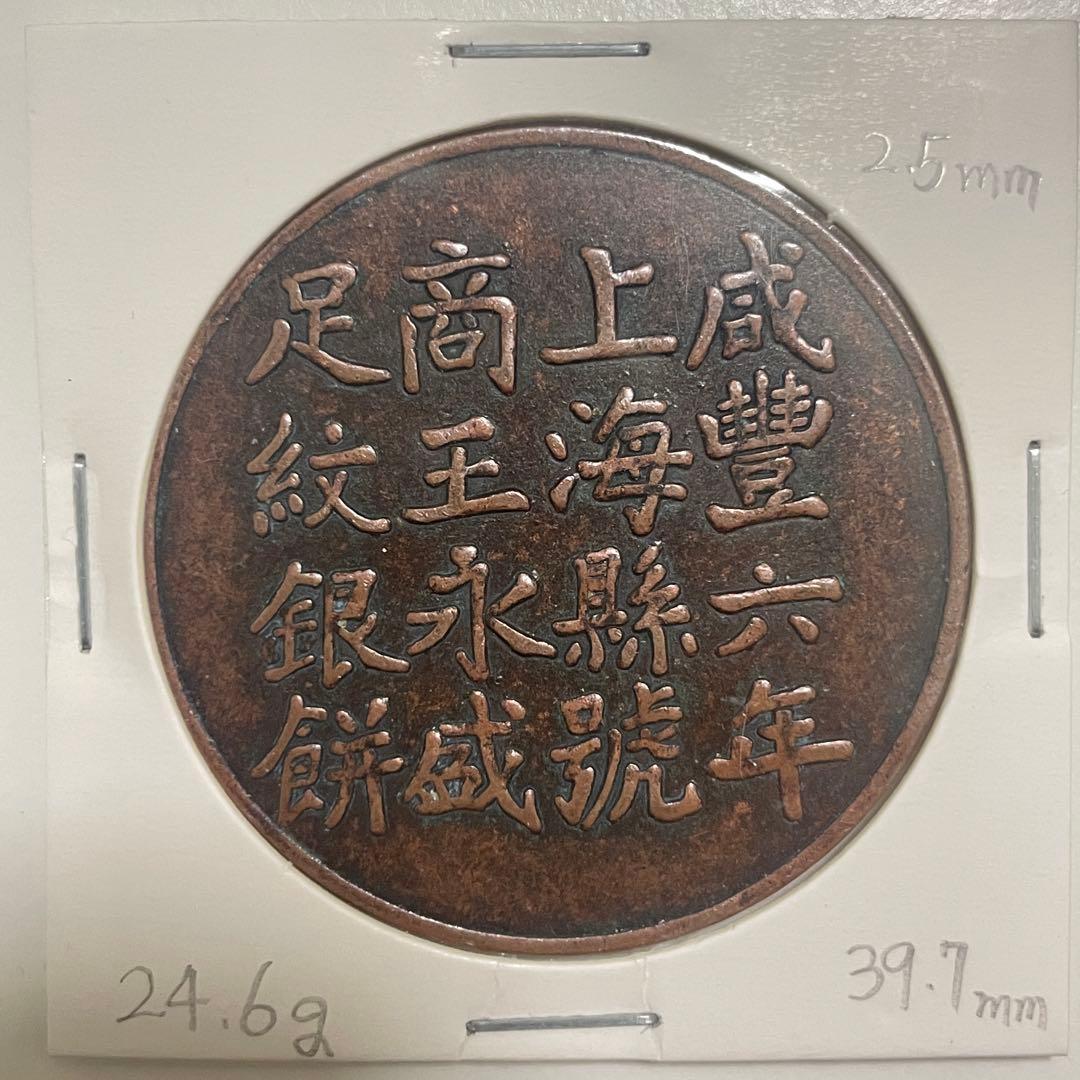 咸豐六年
上海縣號
商王永盛
足紋銀餅
2.5mm
24.6g
39.7mm